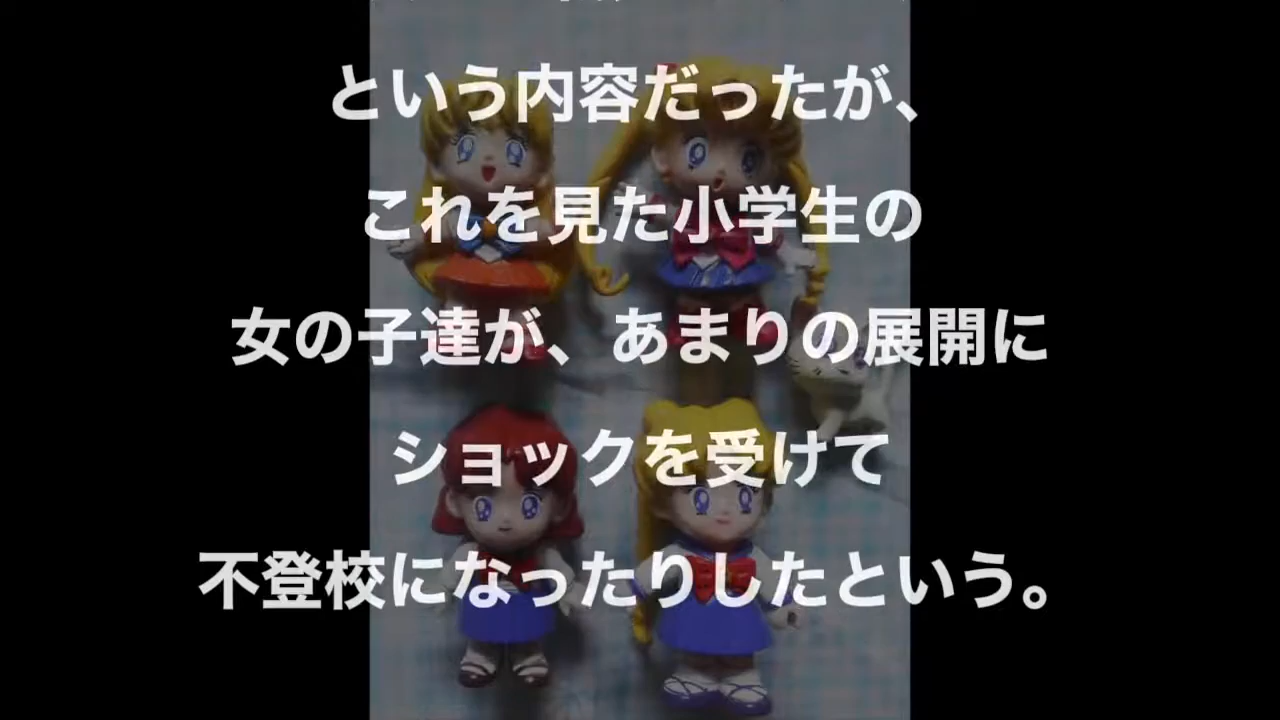 という内容だったが、
これを見た小学生の
女の子達が、あまりの展開に
ショックを受けて
不登校になったりしたという。